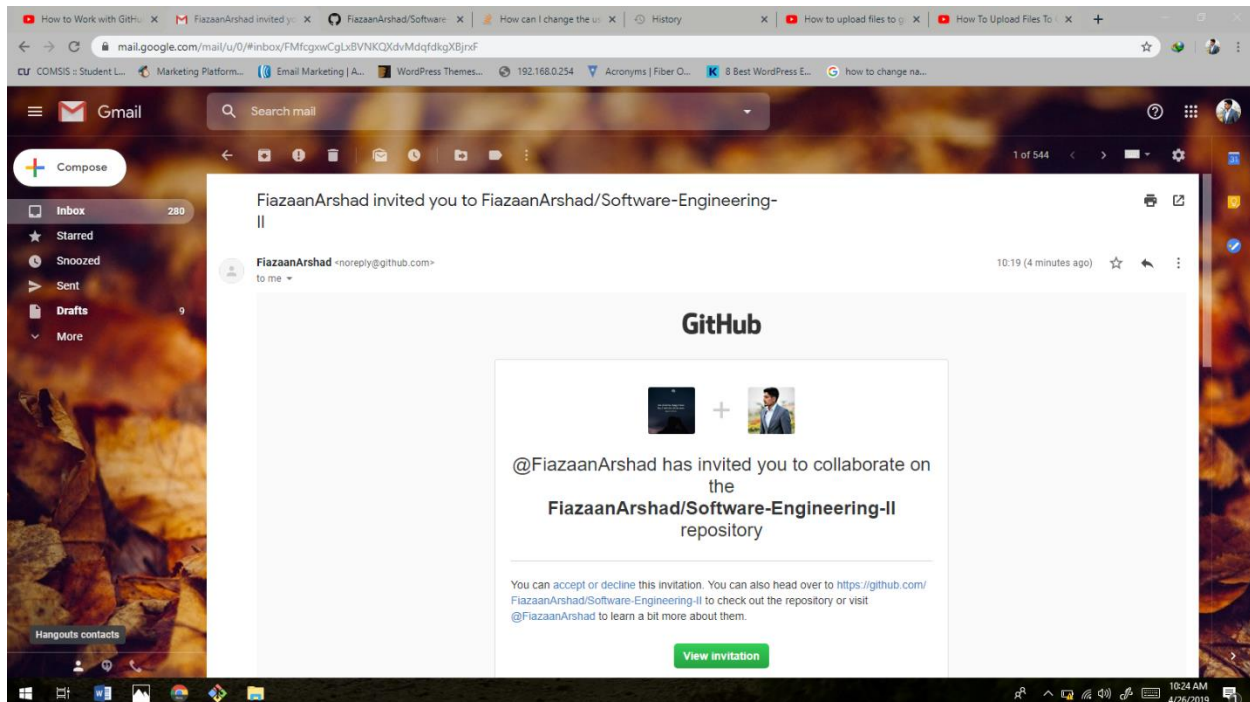 How to Work with GitHu
FiazaanArshad invited yo
FiazaanArshad/Software
How can I change the us
History
How to upload files to g
How To Upload Files To
mail.google.com/mail/u/0/#inbox/FMfcgxwCgLxBVNKQXdvMdqfdkgXBjrxF
CU COMSIS :: Student L...
Marketing Platform...
Email Marketing | A...
WordPress Themes...
192.168.0.254
Acronyms | Fiber O...
K 8 Best WordPress E...
G how to change na...
Gmail
Search mail
Compose
1 of 544
31
Inbox 280
Starred
Snoozed
Sent
Drafts 9
More
FiazaanArshad invited you to FiazaanArshad/Software-Engineering-
II
FiazaanArshad <noreply@github.com>
10:19 (4 minutes ago)
to me
GitHub
@FiazaanArshad has invited you to collaborate on
the
FiazaanArshad/Software-Engineering-II
repository
You can accept or decline this invitation. You can also head over to https://github.com/
FiazaanArshad/Software-Engineering-II to check out the repository or visit
@FiazaanArshad to learn a bit more about them.
View invitation
Hangouts contacts
10:24 AM
4/26/2019